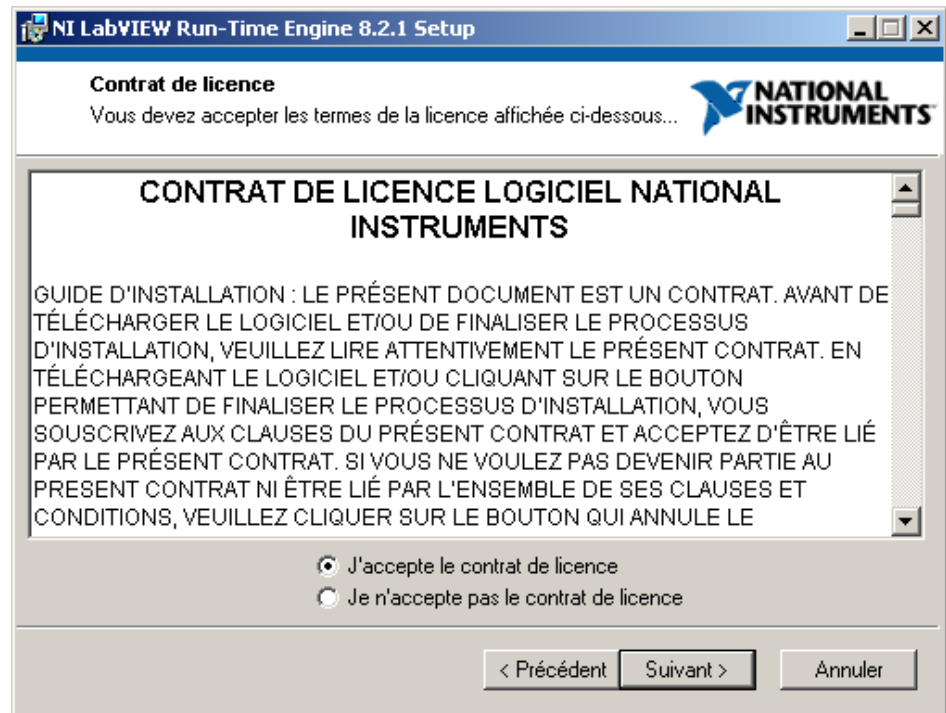 NI LabVIEW Run-Time Engine 8.2.1 Setup
Contrat de licence
Vous devez accepter les termes de la licence affichée ci-dessous...
NATIONAL
INSTRUMENTS
CONTRAT DE LICENCE LOGICIEL NATIONAL
INSTRUMENTS
GUIDE D'INSTALLATION : LE PRÉSENT DOCUMENT EST UN CONTRAT. AVANT DE
TÉLÉCHARGER LE LOGICIEL ET/OU DE FINALISER LE PROCESSUS
D'INSTALLATION, VEUILLEZ LIRE ATTENTIVEMENT LE PRÉSENT CONTRAT. EN
TÉLÉCHARGEANT LE LOGICIEL ET/OU CLIQUANT SUR LE BOUTON
PERMETTANT DE FINALISER LE PROCESSUS D'INSTALLATION, VOUS
SOUSCRIVEZ AUX CLAUSES DU PRÉSENT CONTRAT ET ACCEPTEZ D'ÊTRE LIÉ
PAR LE PRÉSENT CONTRAT. SI VOUS NE VOULEZ PAS DEVENIR PARTIE AU
PRESENT CONTRAT NI ÊTRE LIÉ PAR L'ENSEMBLE DE SES CLAUSES ET
CONDITIONS, VEUILLEZ CLIQUER SUR LE BOUTON QUI ANNULE LE
J'accepte le contrat de licence
Je n'accepte pas le contrat de licence
< Précédent
Suivant >
Annuler